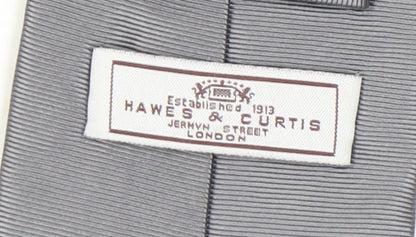 Established 1913
HAWES & CURTIS
JERMYN STREET
LONDON